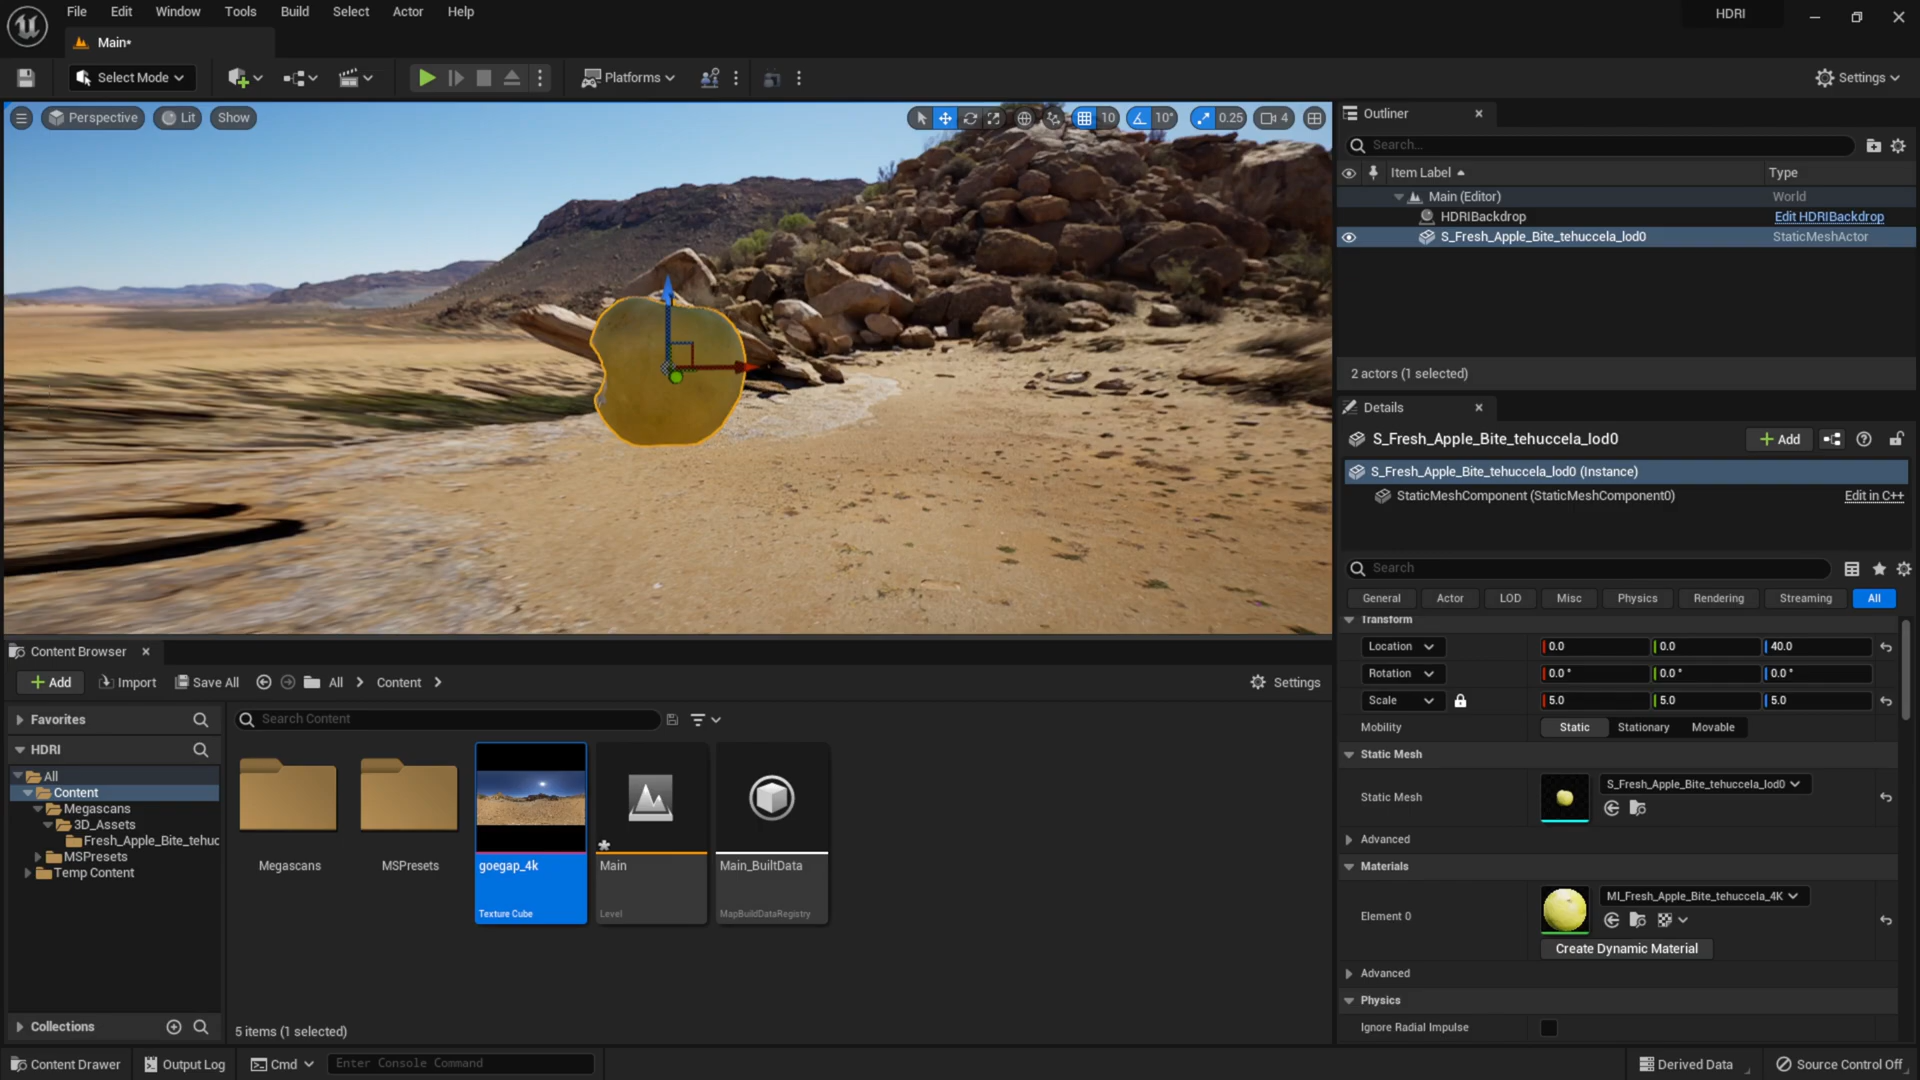 File Edit Window Tools Build Select Actor Help
HDRI
Main*
Select Mode
Platforms
Settings
Perspective Lit Show
10 10° 0.25 4
Outliner
Search...
Item Label Type
Main (Editor) World
HDRIBackdrop Edit HDRIBackdrop
S_Fresh_Apple_Bite_tehuccela_lod0 StaticMeshActor
2 actors (1 selected)
Details
S_Fresh_Apple_Bite_tehuccela_lod0
Add
S_Fresh_Apple_Bite_tehuccela_lod0 (Instance)
StaticMeshComponent (StaticMeshComponent0) Edit in C++
Search
General Actor LOD Misc Physics Rendering Streaming All
Transform
Location 0.0 0.0 40.0
Rotation 0.0 ° 0.0 ° 0.0 °
Scale 5.0 5.0 5.0
Mobility Static Stationary Movable
Static Mesh
Static Mesh S_Fresh_Apple_Bite_tehuccela_lod0
Advanced
Materials
Element 0 MI_Fresh_Apple_Bite_tehuccela_4K
Create Dynamic Material
Advanced
Physics
Ignore Radial Impulse
Content Browser
Add Import Save All All Content Settings
Favorites
Search Content
HDRI
All
Content
Megascans
3D_Assets
Fresh_Apple_Bite_tehuc
MSPresets
Temp Content
Collections
Megascans
MSPresets
goegap_4k
Texture Cube
Main
Level
Main_BuiltData
MapBuildDataRegistry
5 items (1 selected)
Content Drawer Output Log Cmd Enter Console Command Derived Data Source Control Off